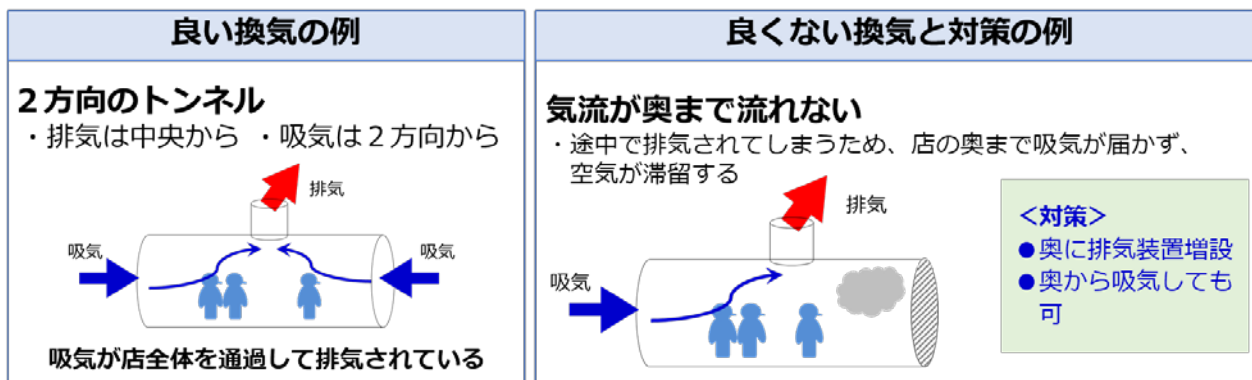 良い換気の例
２方向のトンネル
・排気は中央から ・吸気は２方向から
排気
吸気
吸気
吸気が店全体を通過して排気されている
良くない換気と対策の例
気流が奥まで流れない
・途中で排気されてしまうため、店の奥まで吸気が届かず、
空気が滞留する
排気
吸気
＜対策＞
●奥に排気装置増設
●奥から吸気しても
可